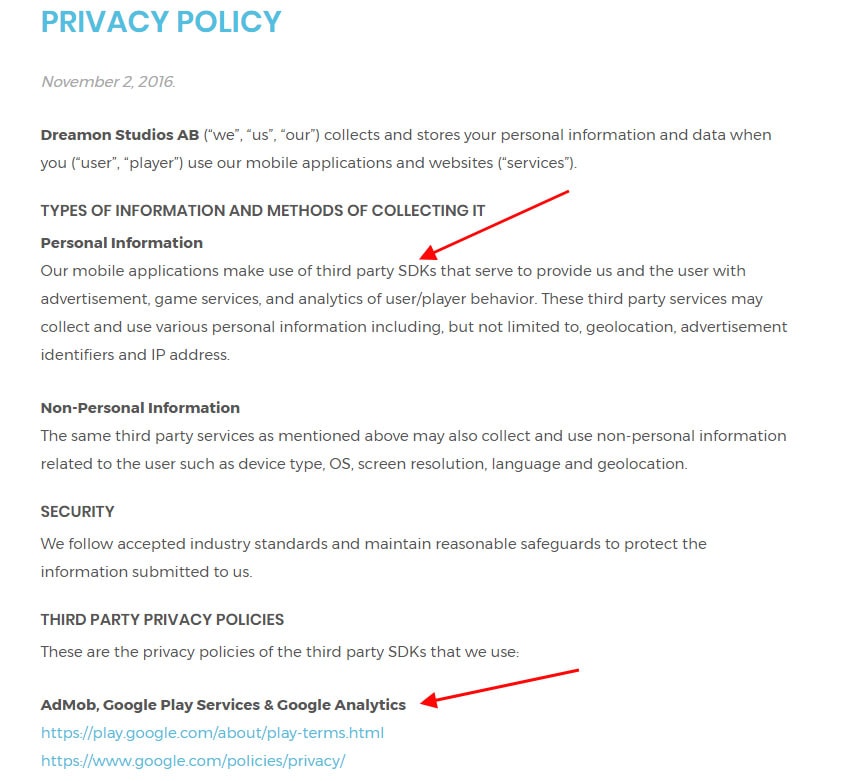 PRIVACY POLICY
November 2, 2016.
Dreamon Studios AB (“we”, “us”, “our”) collects and stores your personal information and data when
you (“user”, “player”) use our mobile applications and websites (“services”).
TYPES OF INFORMATION AND METHODS OF COLLECTING IT
Personal Information
Our mobile applications make use of third party SDKs that serve to provide us and the user with
advertisement, game services, and analytics of user/player behavior. These third party services may
collect and use various personal information including, but not limited to, geolocation, advertisement
identifiers and IP address.
Non-Personal Information
The same third party services as mentioned above may also collect and use non-personal information
related to the user such as device type, OS, screen resolution, language and geolocation.
SECURITY
We follow accepted industry standards and maintain reasonable safeguards to protect the
information submitted to us.
THIRD PARTY PRIVACY POLICIES
These are the privacy policies of the third party SDKs that we use:
AdMob, Google Play Services & Google Analytics
https://play.google.com/about/play-terms.html
https://www.google.com/policies/privacy/